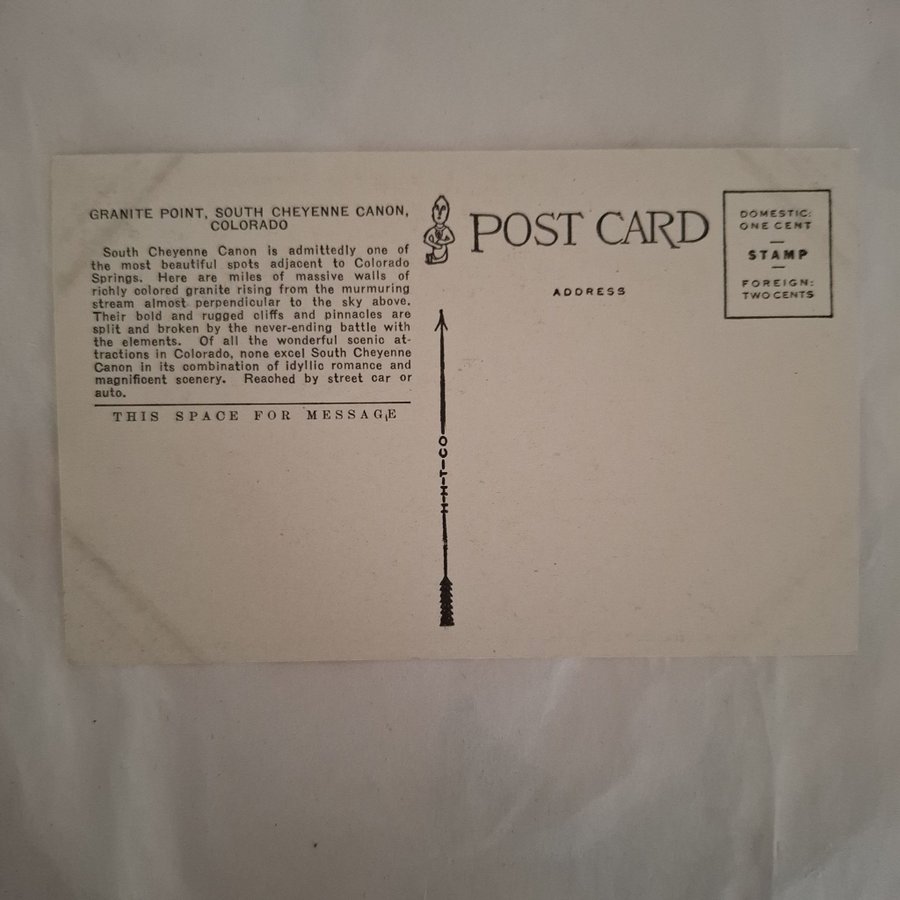 GRANITE POINT, SOUTH CHEYENNE CANON,
COLORADO
South Cheyenne Canon is admittedly one of
the most beautiful spots adjacent to Colorado
Springs. Here are miles of massive walls of
richly colored granite rising from the murmuring
stream almost perpendicular to the sky above.
Their bold and rugged cliffs and pinnacles are
split and broken by the never-ending battle with
the elements. Of all the wonderful scenic at-
tractions in Colorado, none excel South Cheyenne
Canon in its combination of idyllic romance and
magnificent scenery. Reached by street car or
auto.
THIS SPACE FOR MESSAGE
H-H-T-CO
POST CARD
ADDRESS
DOMESTIC:
ONE CENT
STAMP
FOREIGN:
TWO CENTS